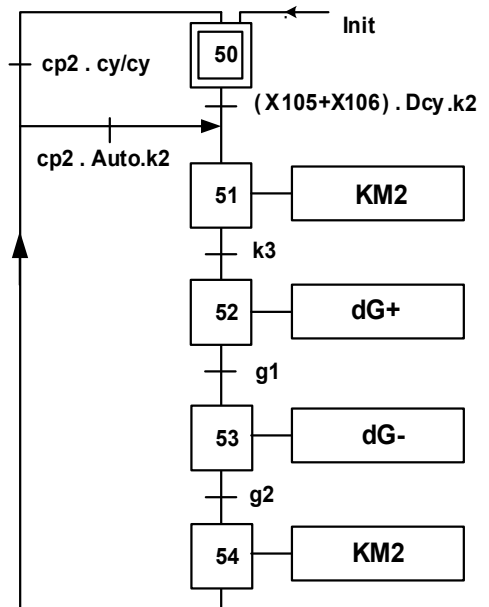 Init
50
cp2 . cy/cy
(X105+X106) . Dcy .k2
cp2 . Auto.k2
51
KM2
k3
52
dG+
g1
53
dG-
g2
54
KM2